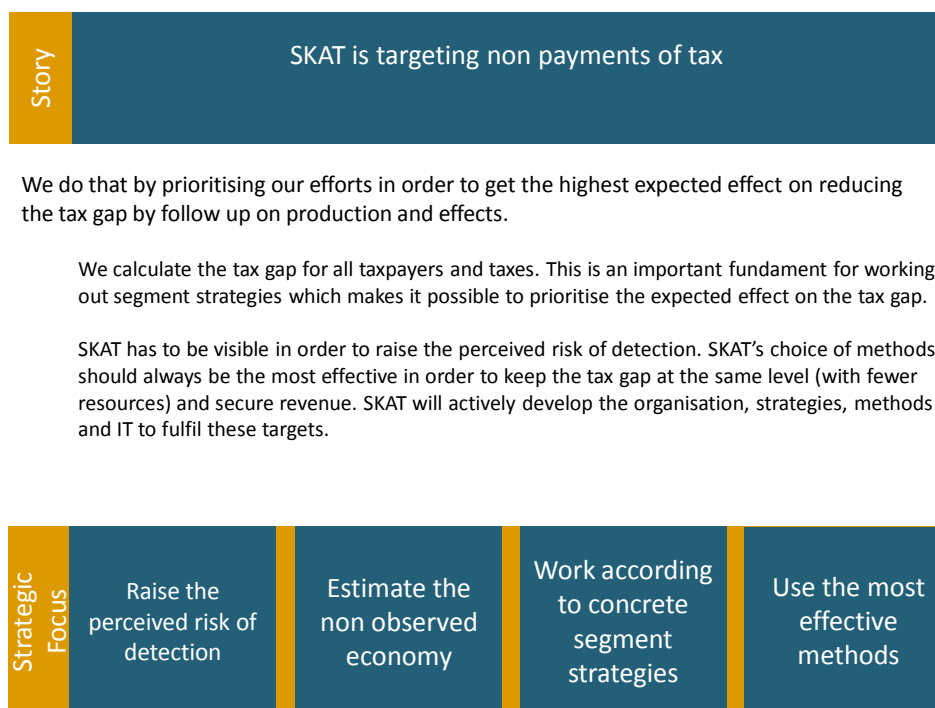 Story
SKAT is targeting non payments of tax
We do that by prioritising our efforts in order to get the highest expected effect on reducing
the tax gap by follow up on production and effects.
We calculate the tax gap for all taxpayers and taxes. This is an important fundament for working
out segment strategies which makes it possible to prioritise the expected effect on the tax gap.
SKAT has to be visible in order to raise the perceived risk of detection. SKAT’s choice of methods
should always be the most effective in order to keep the tax gap at the same level (with fewer
resources) and secure revenue. SKAT will actively develop the organisation, strategies, methods
and IT to fulfil these targets.
Strategic
Focus
Raise the
perceived risk of
detection
Estimate the
non observed
economy
Work according
to concrete
segment
strategies
Use the most
effective
methods